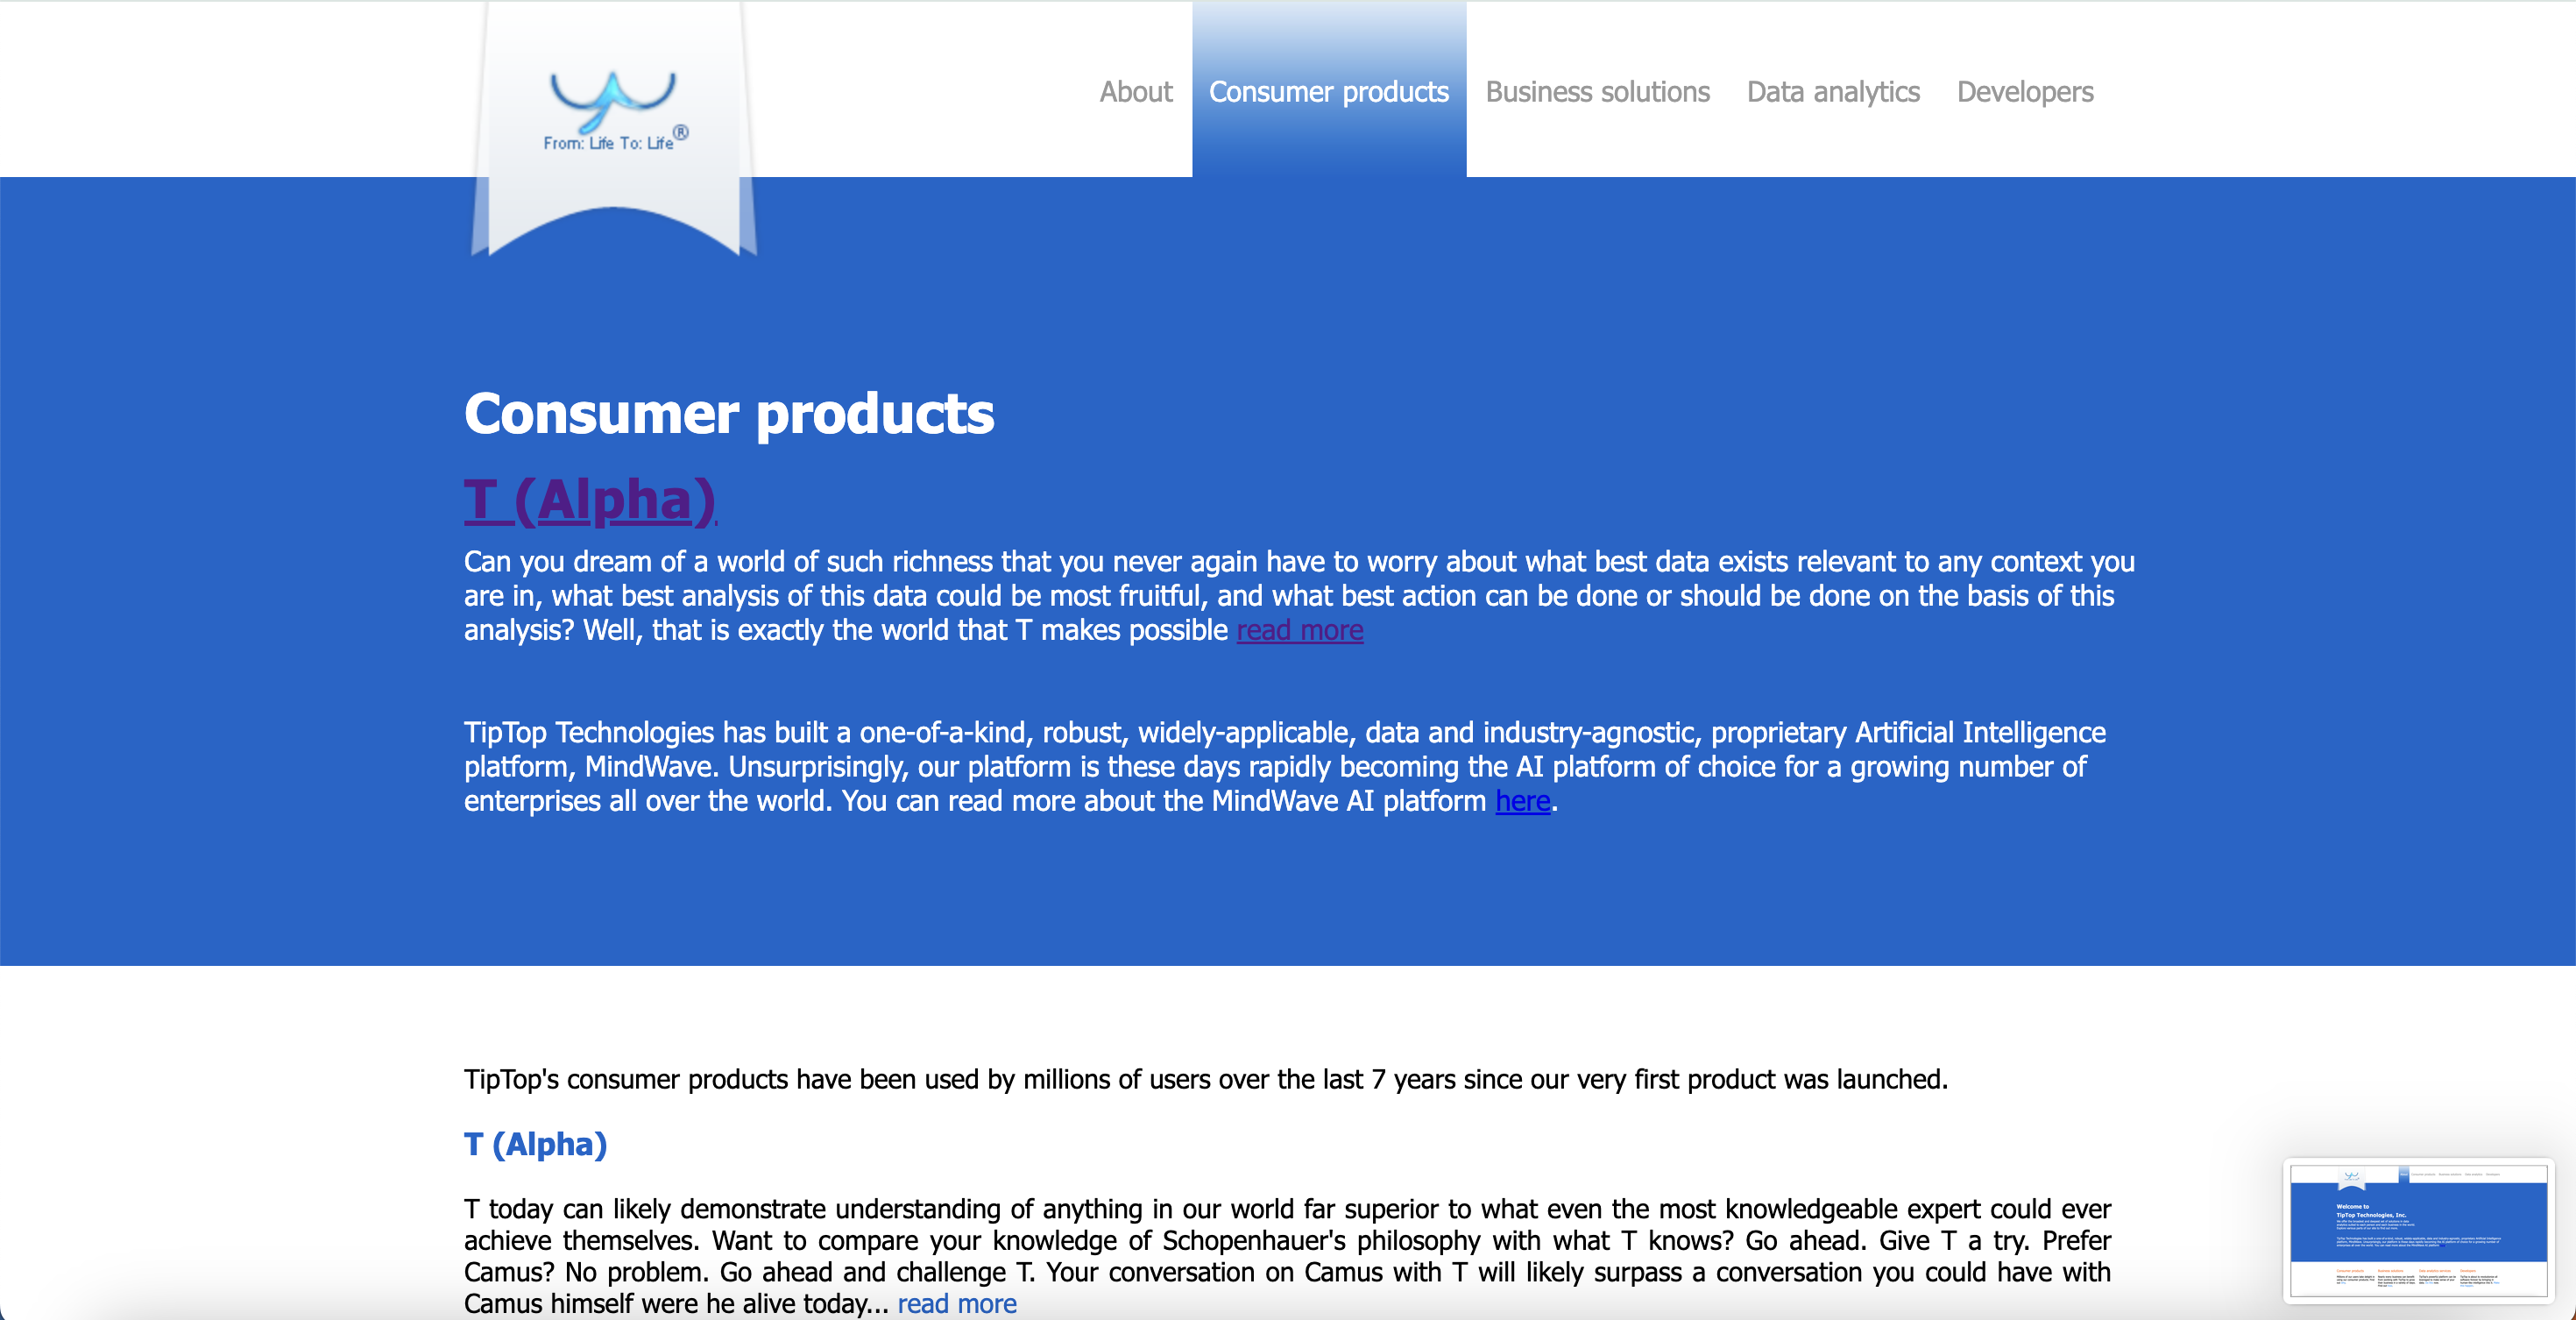 From: Life To: Life®
About
Consumer products
Business solutions
Data analytics
Developers
Consumer products
T (Alpha)
Can you dream of a world of such richness that you never again have to worry about what best data exists relevant to any context you
are in, what best analysis of this data could be most fruitful, and what best action can be done or should be done on the basis of this
analysis? Well, that is exactly the world that T makes possible read more
TipTop Technologies has built a one-of-a-kind, robust, widely-applicable, data and industry-agnostic, proprietary Artificial Intelligence
platform, MindWave. Unsurprisingly, our platform is these days rapidly becoming the AI platform of choice for a growing number of
enterprises all over the world. You can read more about the MindWave AI platform here.
TipTop's consumer products have been used by millions of users over the last 7 years since our very first product was launched.
T (Alpha)
T today can likely demonstrate understanding of anything in our world far superior to what even the most knowledgeable expert could ever
achieve themselves. Want to compare your knowledge of Schopenhauer's philosophy with what T knows? Go ahead. Give T a try. Prefer
Camus? No problem. Go ahead and challenge T. Your conversation on Camus with T will likely surpass a conversation you could have with
Camus himself were he alive today... read more
Welcome to
TipTop Technologies, Inc.